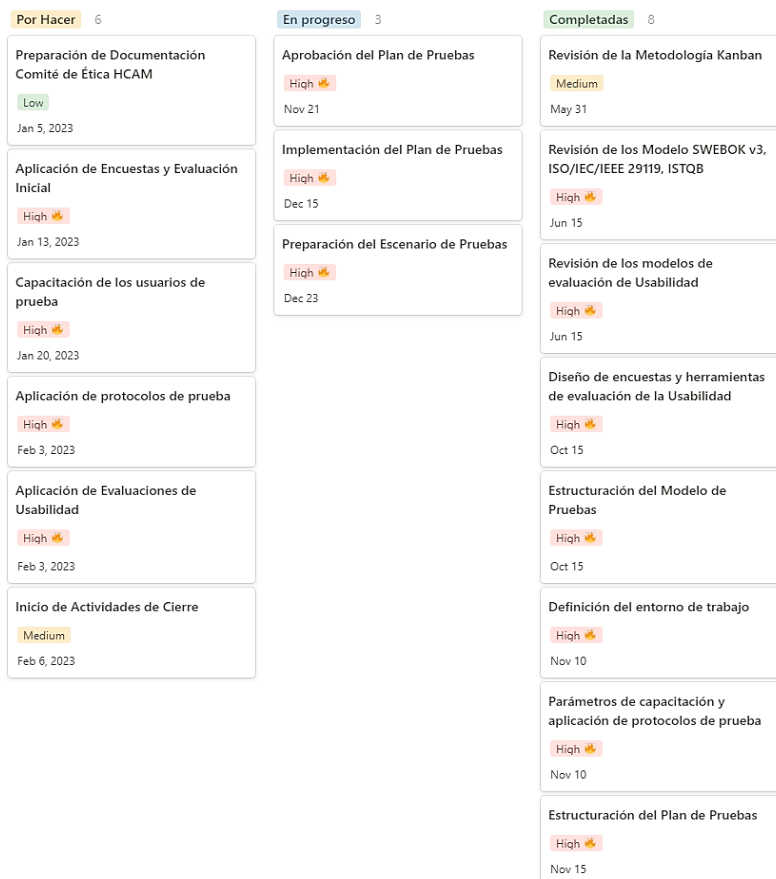 Por Hacer 6
Preparación de Documentación
Comité de Ética HCAM
Low
Jan 5, 2023
Aplicación de Encuestas y Evaluación
Inicial
High
Jan 13, 2023
Capacitación de los usuarios de
prueba
High
Jan 20, 2023
Aplicación de protocolos de prueba
High
Feb 3, 2023
Aplicación de Evaluaciones de
Usabilidad
High
Feb 3, 2023
Inicio de Actividades de Cierre
Medium
Feb 6, 2023
En progreso 3
Aprobación del Plan de Pruebas
High
Nov 21
Implementación del Plan de Pruebas
High
Dec 15
Preparación del Escenario de Pruebas
High
Dec 23
Completadas 8
Revisión de la Metodología Kanban
Medium
May 31
Revisión de los Modelo SWEBOK v3,
ISO/IEC/IEEE 29119, ISTQB
High
Jun 15
Revisión de los modelos de
evaluación de Usabilidad
High
Jun 15
Diseño de encuestas y herramientas
de evaluación de la Usabilidad
High
Oct 15
Estructuración del Modelo de
Pruebas
High
Oct 15
Definición del entorno de trabajo
High
Nov 10
Parámetros de capacitación y
aplicación de protocolos de prueba
High
Nov 10
Estructuración del Plan de Pruebas
High
Nov 15